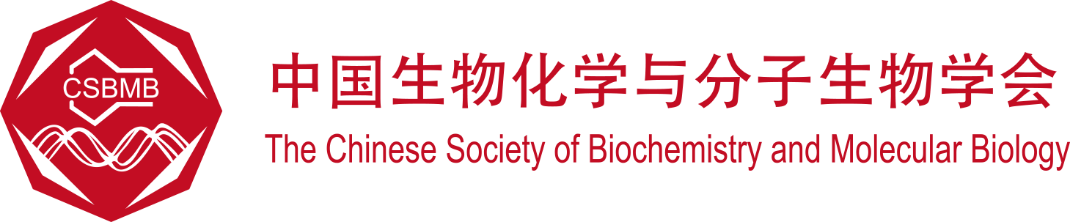 CSBMB
中国生物化学与分子生物学会
The Chinese Society of Biochemistry and Molecular Biology